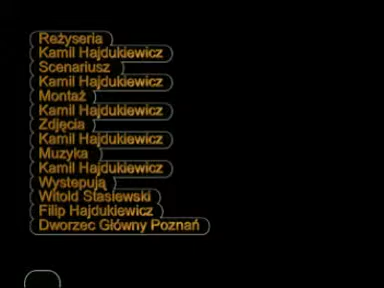 Reżyseria
Kamil Hajdukiewicz
Scenariusz
Kamil Hajdukiewicz
Montaż
Kamil Hajdukiewicz
Zdjęcia
Kamil Hajdukiewicz
Muzyka
Kamil Hajdukiewicz
Wystepują
Witold Stasiewski
Filip Hajdukiewicz
Dworzec Główny Poznań